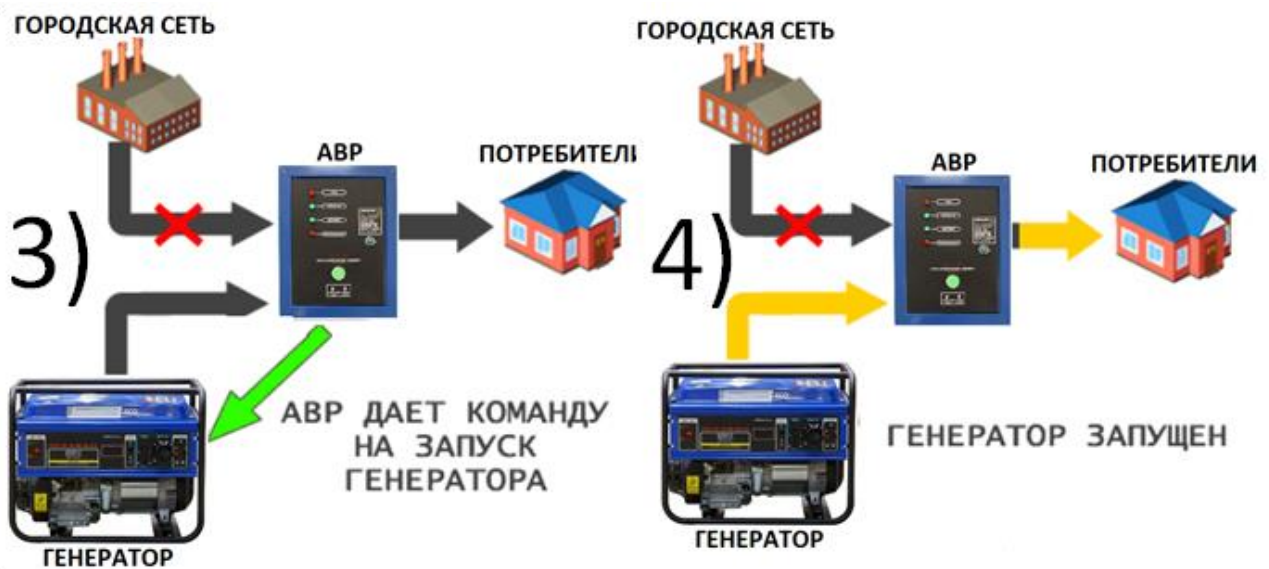 ГОРОДСКАЯ СЕТЬ
АВР
ПОТРЕБИТЕЛИ
3)
АВР ДАЕТ КОМАНДУ
НА ЗАПУСК
ГЕНЕРАТОРА
ГЕНЕРАТОР
ГОРОДСКАЯ СЕТЬ
АВР
ПОТРЕБИТЕЛИ
4)
ГЕНЕРАТОР ЗАПУЩЕН
ГЕНЕРАТОР